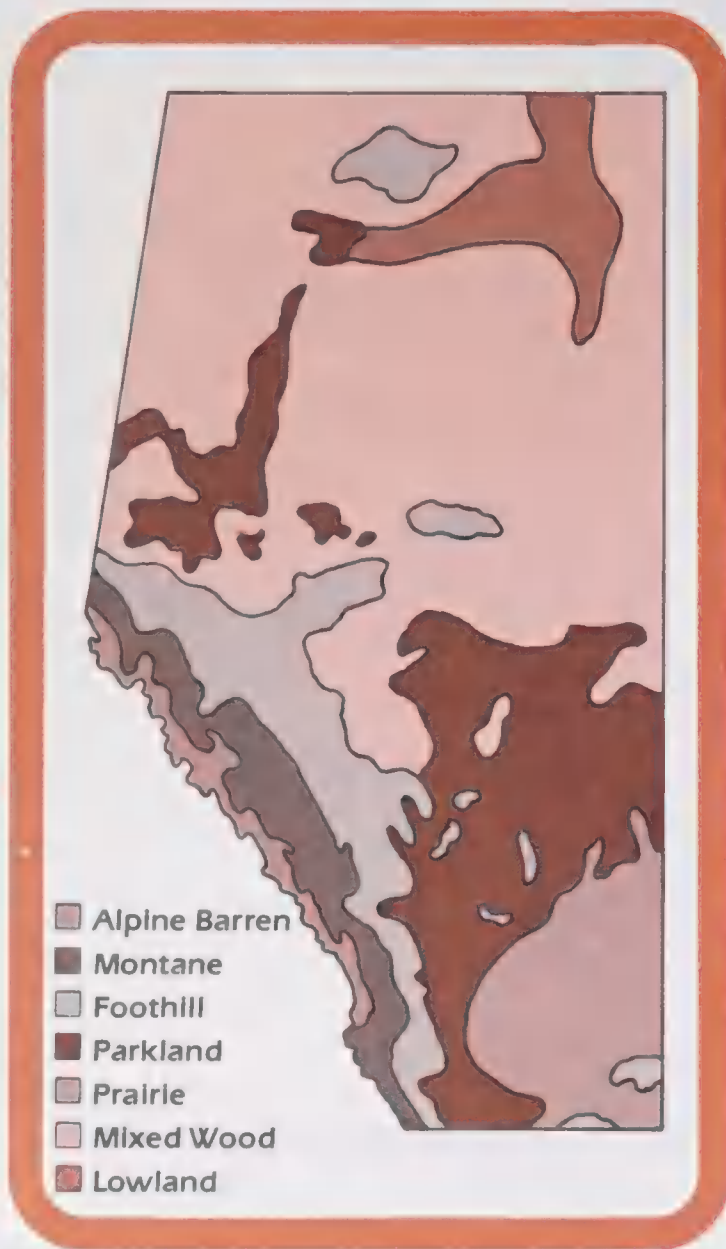 Alpine Barren
Montane
Foothill
Parkland
Prairie
Mixed Wood
Lowland